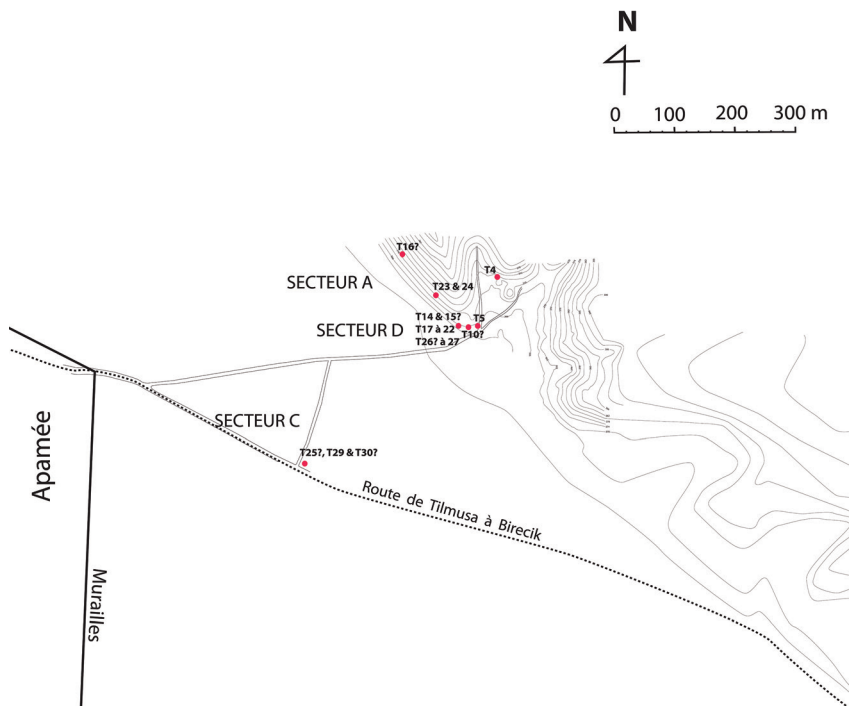 N
0 100 200 300 m
T16?
T4
SECTEUR A
T23 & 24
T14 & 15?
T5
SECTEUR D
T17 à 22
T10?
T26? à 27
SECTEUR C
T25?, T29 & T30?
Apamée
Route de Tilmusa à Birecik
Murailles